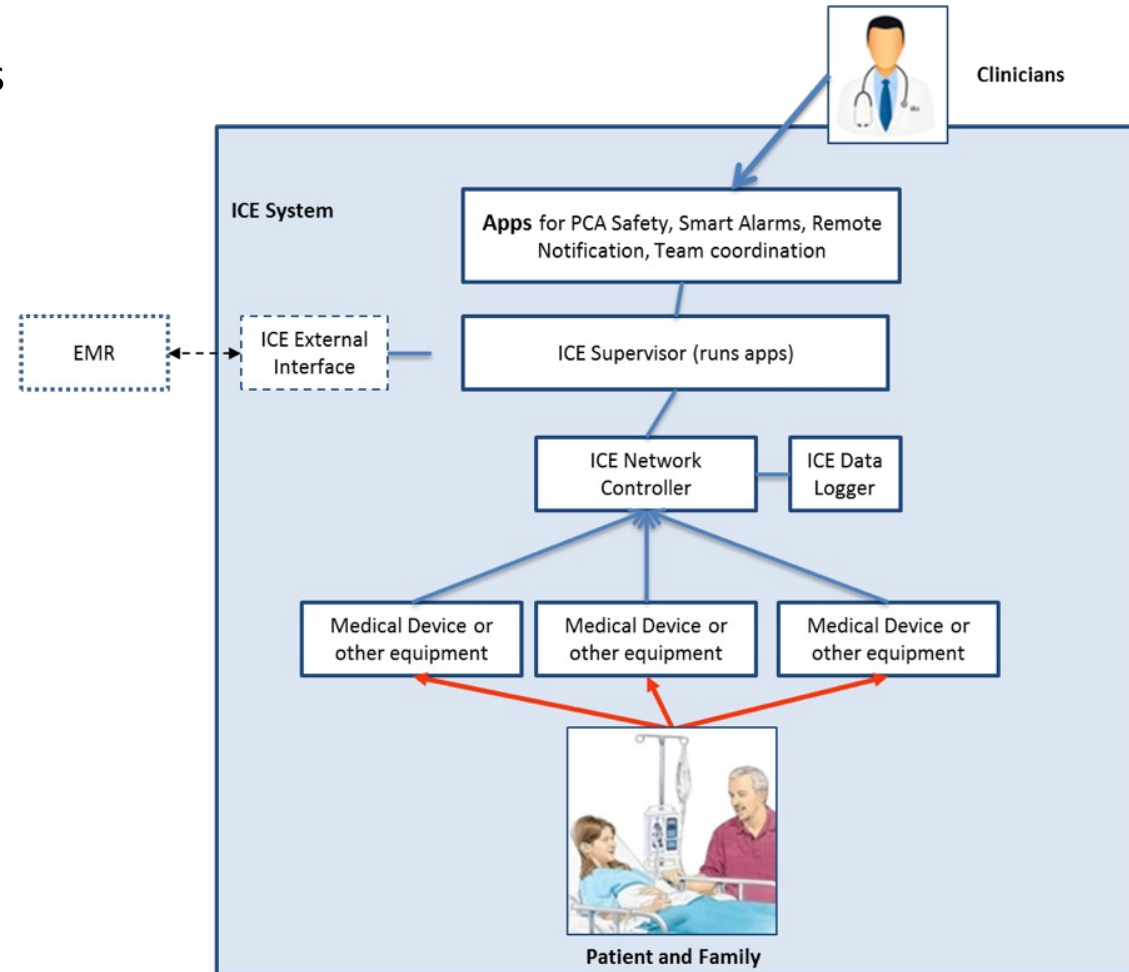 s
Clinicians
ICE System
Apps for PCA Safety, Smart Alarms, Remote
Notification, Team coordination
EMR
ICE External
Interface
ICE Supervisor (runs apps)
ICE Network
Controller
ICE Data
Logger
Medical Device or
other equipment
Medical Device or
other equipment
Medical Device or
other equipment
Patient and Family